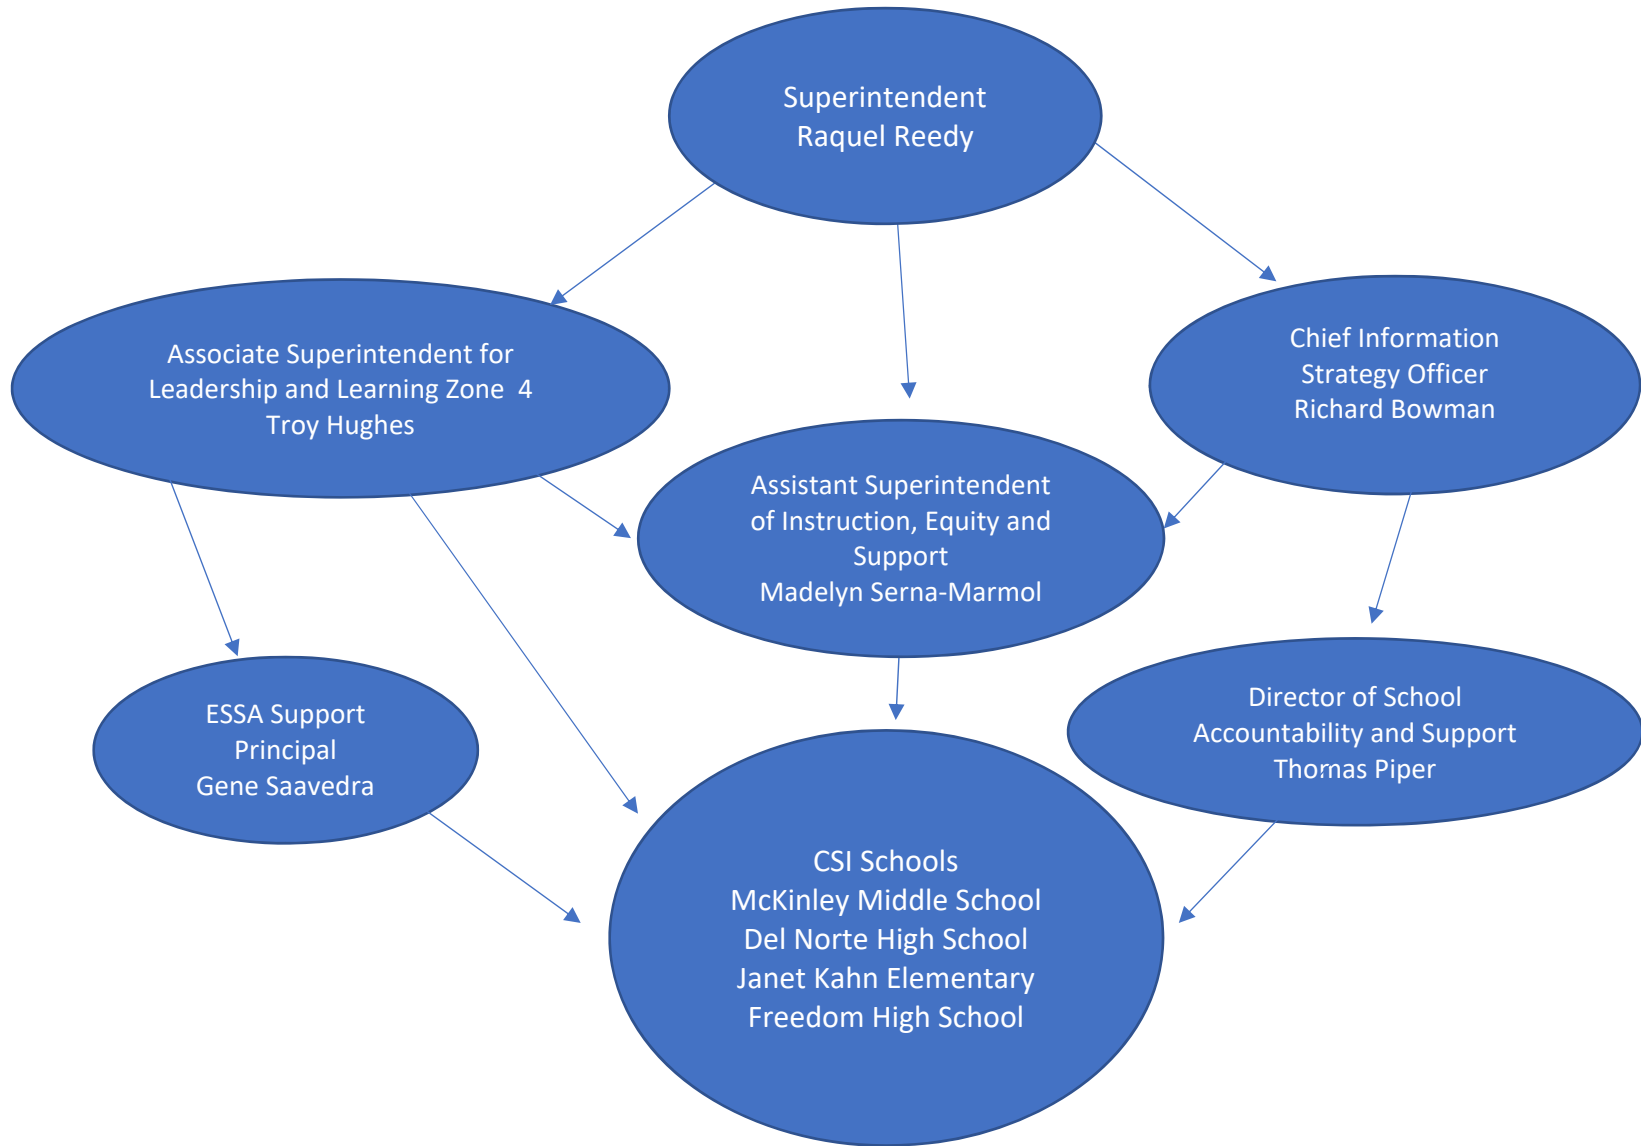 Superintendent
Raquel Reedy
Associate Superintendent for
Leadership and Learning Zone  4
Troy Hughes
Chief Information
Strategy Officer
Richard Bowman
Assistant Superintendent
of Instruction, Equity and
Support
Madelyn Serna-Marmol
ESSA Support
Principal
Gene Saavedra
Director of School
Accountability and Support
Thomas Piper
CSI Schools
McKinley Middle School
Del Norte High School
Janet Kahn Elementary
Freedom High School